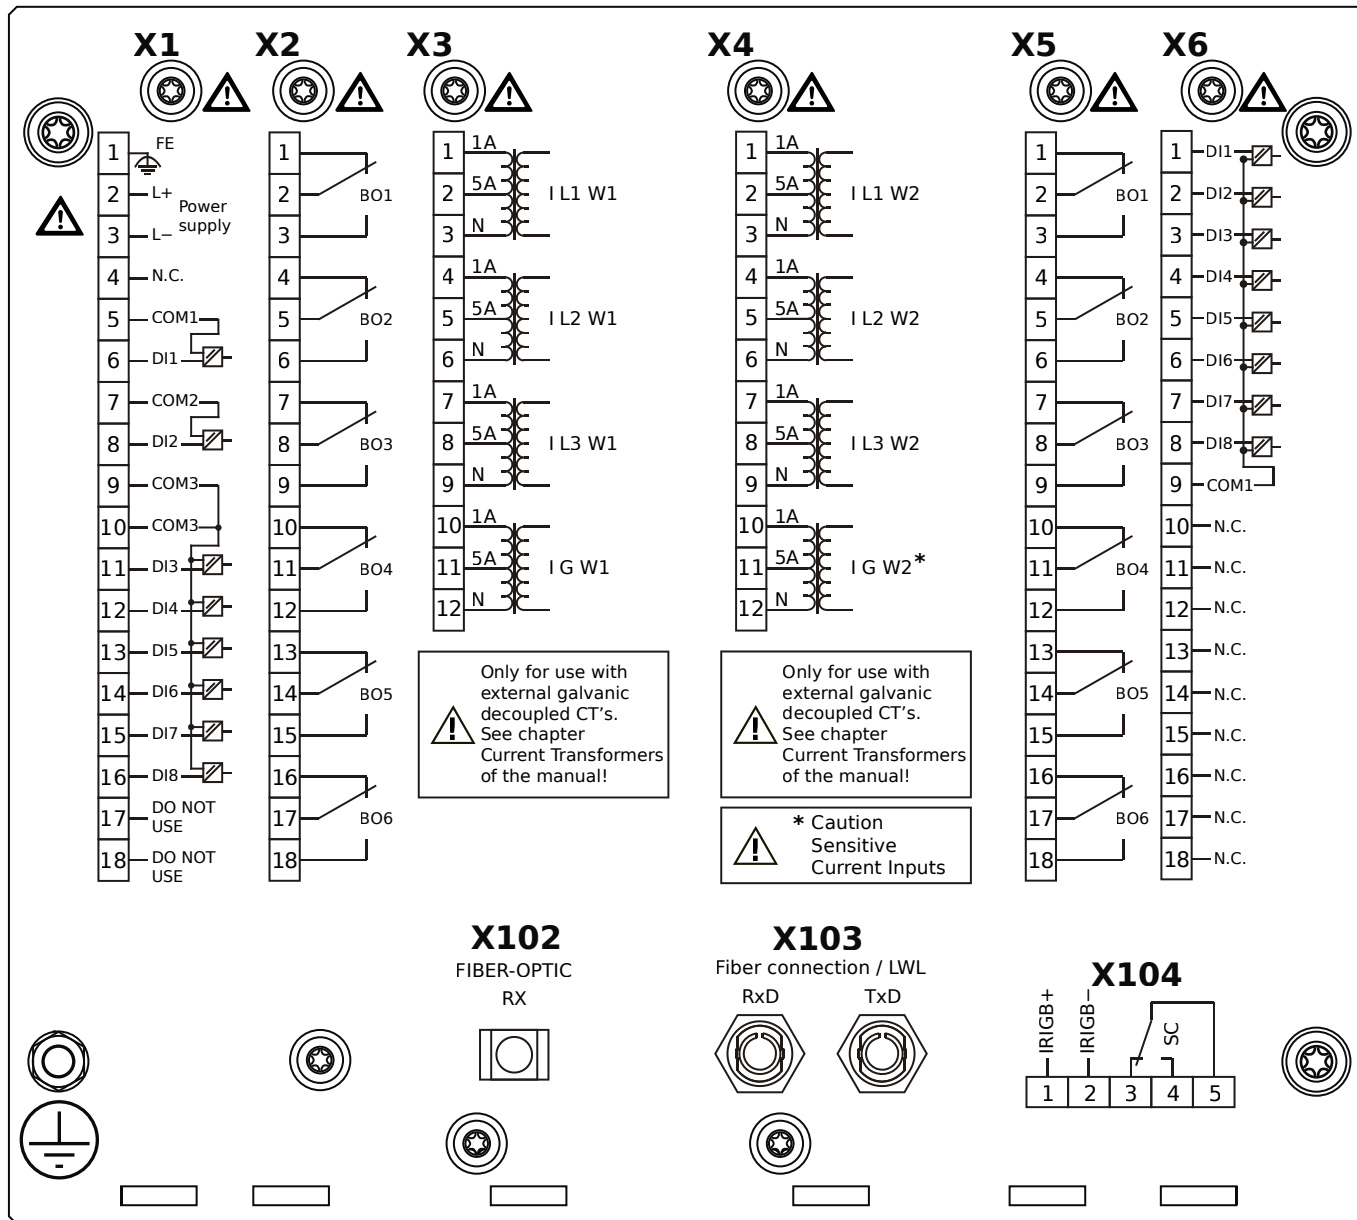 X1
1 FE
2 L+ Power
3 L− supply
4 N.C.
5 COM1
6 DI1
7 COM2
8 DI2
9 COM3
10 COM3
11 DI3
12 DI4
13 DI5
14 DI6
15 DI7
16 DI8
17 DO NOT
USE
18 DO NOT
USE
X2
1
2 BO1
3
4
5 BO2
6
7
8 BO3
9
10
11 BO4
12
13
14 BO5
15
16
17 BO6
18
X3
1 1A
2 5A I L1 W1
3 N
4 1A
5 5A I L2 W1
6 N
7 1A
8 5A I L3 W1
9 N
10 1A
11 5A I G W1
12 N
! Only for use with
external galvanic
decoupled CT's.
See chapter
Current Transformers
of the manual!
X4
1 1A
2 5A I L1 W2
3 N
4 1A
5 5A I L2 W2
6 N
7 1A
8 5A I L3 W2
9 N
10 1A
11 5A I G W2*
12 N
! Only for use with
external galvanic
decoupled CT's.
See chapter
Current Transformers
of the manual!
! * Caution
Sensitive
Current Inputs
X5
1
2 BO1
3
4
5 BO2
6
7
8 BO3
9
10
11 BO4
12
13
14 BO5
15
16
17 BO6
18
X6
1 DI1
2 DI2
3 DI3
4 DI4
5 DI5
6 DI6
7 DI7
8 DI8
9 COM1
10 N.C.
11 N.C.
12 N.C.
13 N.C.
14 N.C.
15 N.C.
16 N.C.
17 N.C.
18 N.C.
X102
FIBER-OPTIC
RX
X103
Fiber connection / LWL
RxD TxD
X104
IRIGB+ IRIGB− SC
1 2 3 4 5